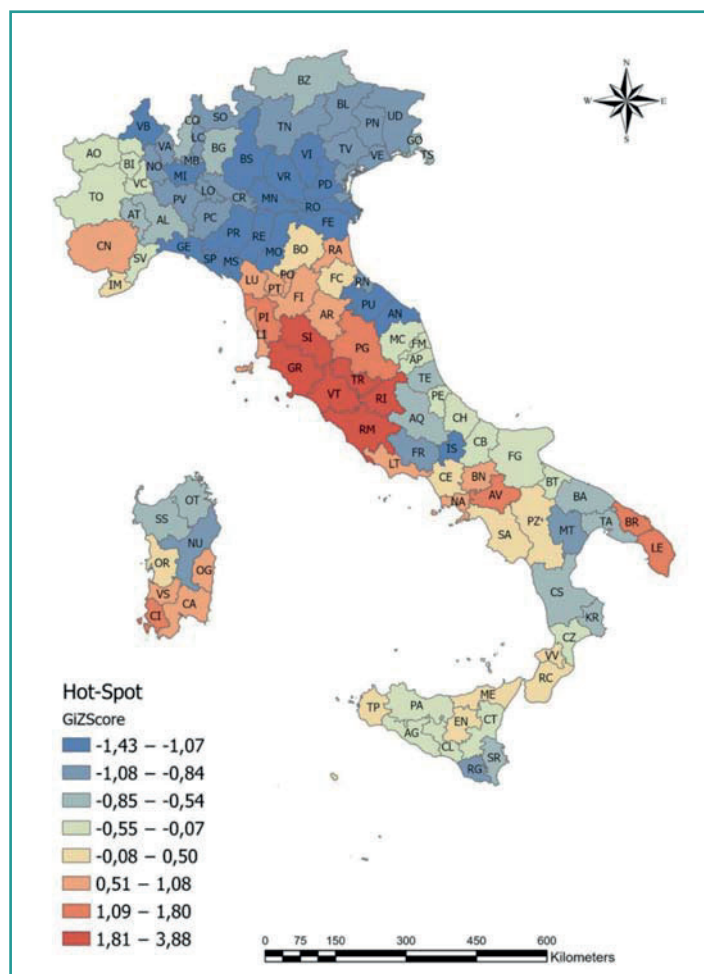 N
W E
S
BZ
BL
UD
PN
SO
CO
TN
VB
LC
GO
VA
BG
TV
TS
AO
VI
VE
BI
NO
MB
BS
VR
MI
PD
VC
LO
TO
MN
RO
PV
CR
AT
PC
FE
AL
PR
RE
CN
GE
MO
BO
RA
SP
SV
MS
PO
FC
RN
IM
LU
PT
FI
PU
AR
AN
PI
LI
MC
SI
PG
FM
AP
GR
TR
TE
VT
RI
PE
AQ
CH
RM
FR
IS
CB
FG
LT
CE
BN
BT
BA
NA
AV
OT
SS
PZ
MT
TA
BR
SA
NU
LE
OR
OG
CS
VS
CA
CI
KR
CZ
VV
RC
ME
TP
PA
EN
CT
AG
CL
SR
RG
Hot-Spot
GiZScore
-1,43 – -1,07
-1,08 – -0,84
-0,85 – -0,54
-0,55 – -0,07
-0,08 – 0,50
0,51 – 1,08
1,09 – 1,80
1,81 – 3,88
0 75 150 300 450 600
Kilometers